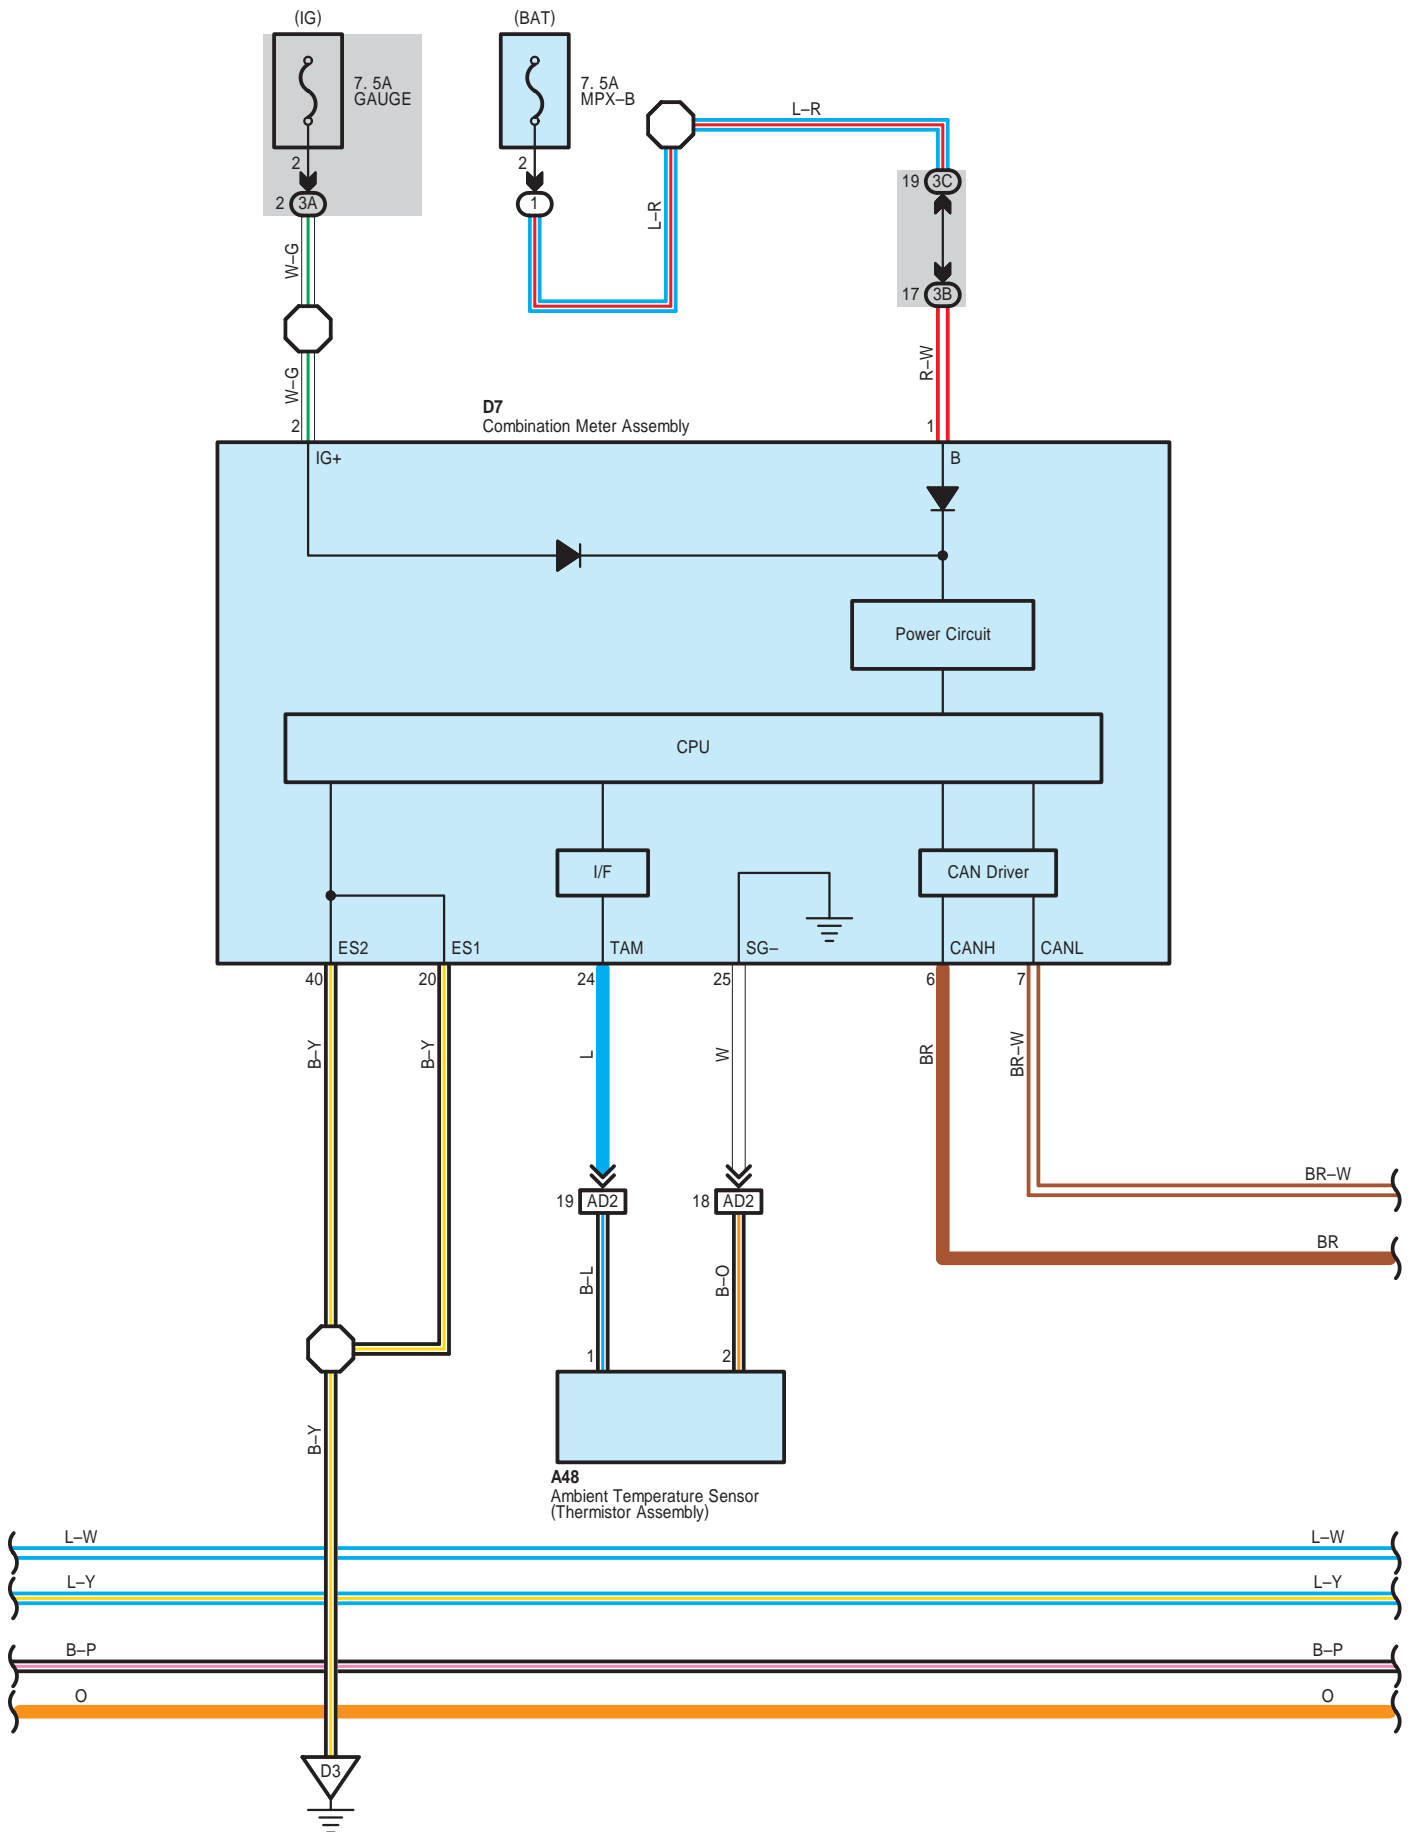 (IG)
(BAT)
7. 5A
GAUGE
7. 5A
MPX–B
L–R
2
2
19 3C
2 3A
1
L–R
W–G
17 3B
W–G
R–W
D7
Combination Meter Assembly
2
1
IG+
B
Power Circuit
CPU
I/F
CAN Driver
ES2
ES1
TAM
SG–
CANH
CANL
40
20
24
25
6
7
B–Y
B–Y
L
W
BR
BR–W
BR–W
19 AD2
18 AD2
BR
B–L
B–O
1
2
B–Y
A48
Ambient Temperature Sensor
(Thermistor Assembly)
L–W
L–W
L–Y
L–Y
B–P
B–P
O
O
D3